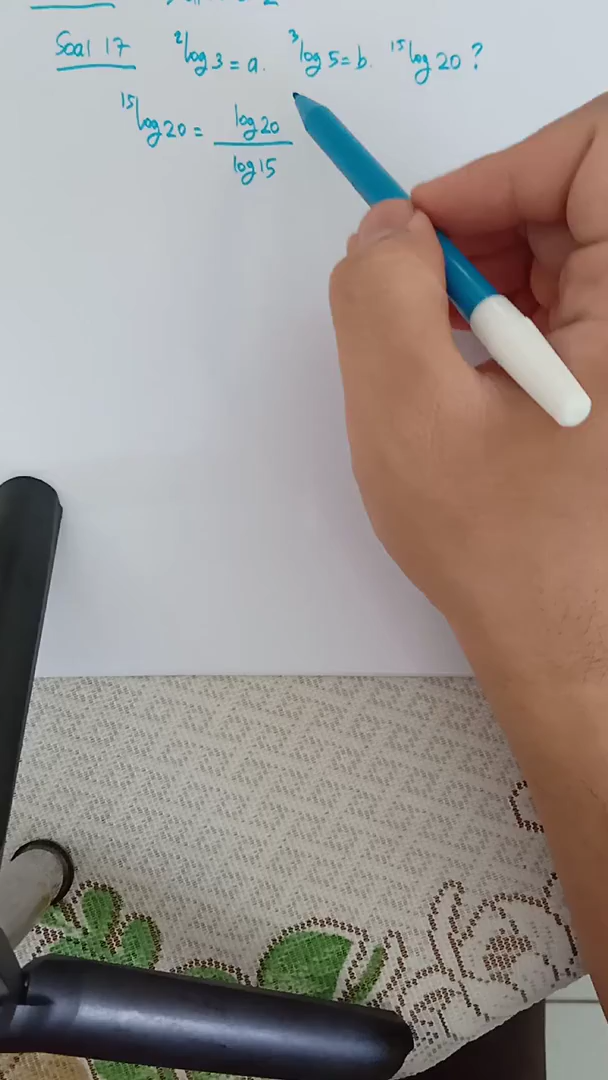 Soal 17 ²log 3 = a. ³log 5 = b. ¹⁵log 20 ?
¹⁵log 20 = log 20
log 15